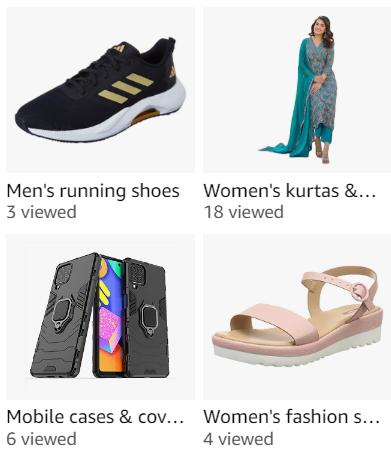 Men's running shoes
Women's kurtas &...
3 viewed
18 viewed
Mobile cases & cov...
Women's fashion s...
6 viewed
4 viewed